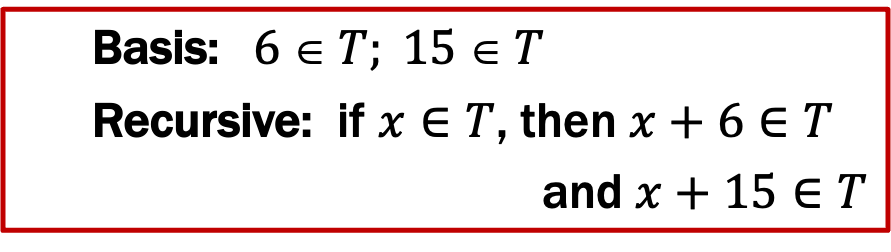 Basis: 6 ∈ T; 15 ∈ T
Recursive: if x ∈ T, then x + 6 ∈ T
and x + 15 ∈ T